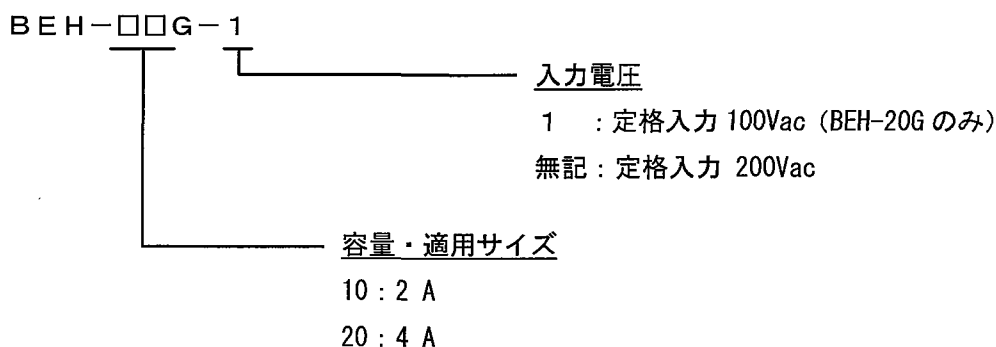 BEH-□□G-1
入力電圧
1 : 定格入力 100Vac (BEH-20G のみ)
無記 : 定格入力 200Vac
容量・適用サイズ
10 : 2 A
20 : 4 A